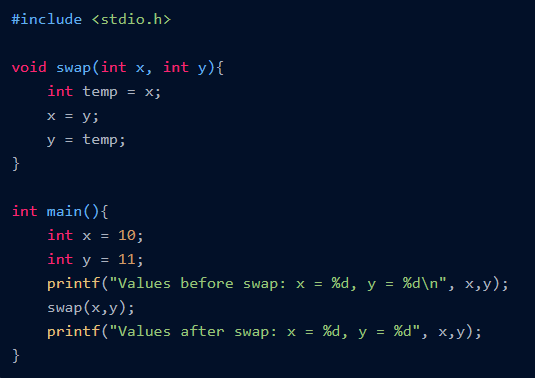 #include <stdio.h>
void swap(int x, int y){
    int temp = x;
    x = y;
    y = temp;
}
int main(){
    int x = 10;
    int y = 11;
    printf("Values before swap: x = %d, y = %d\n", x,y);
    swap(x,y);
    printf("Values after swap: x = %d, y = %d", x,y);
}